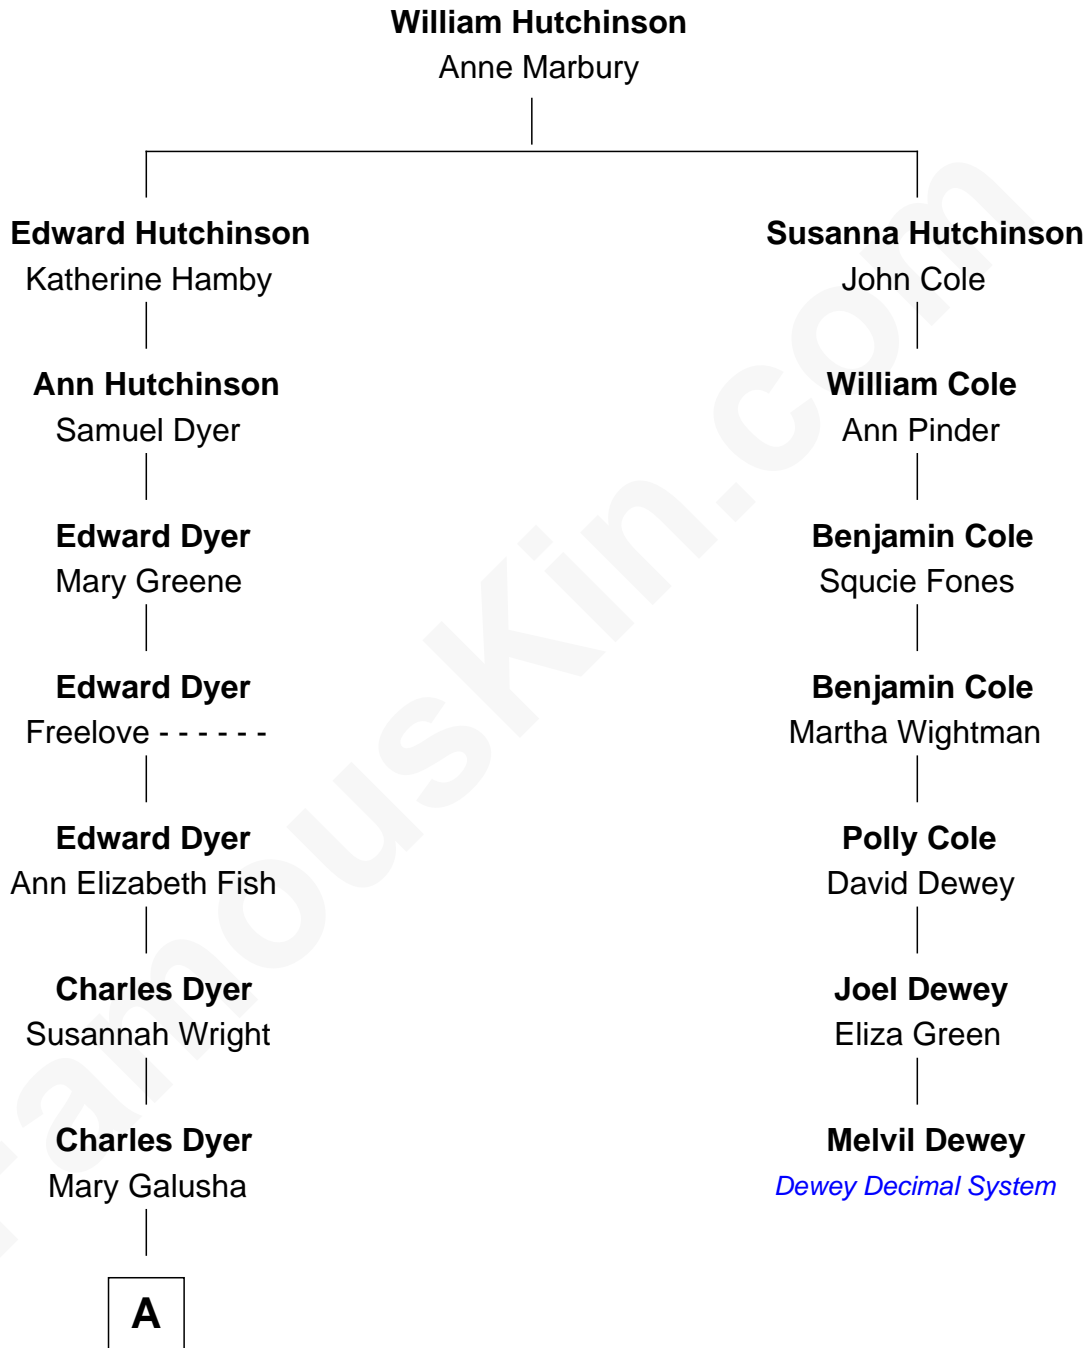 William Hutchinson
Anne Marbury
Edward Hutchinson
Katherine Hamby
Susanna Hutchinson
John Cole
Ann Hutchinson
Samuel Dyer
William Cole
Ann Pinder
Edward Dyer
Mary Greene
Benjamin Cole
Squcie Fones
Edward Dyer
Freelove - - - - - -
Benjamin Cole
Martha Wightman
Edward Dyer
Ann Elizabeth Fish
Polly Cole
David Dewey
Charles Dyer
Susannah Wright
Joel Dewey
Eliza Green
Charles Dyer
Mary Galusha
Melvil Dewey
Dewey Decimal System
A
FamousKin.com